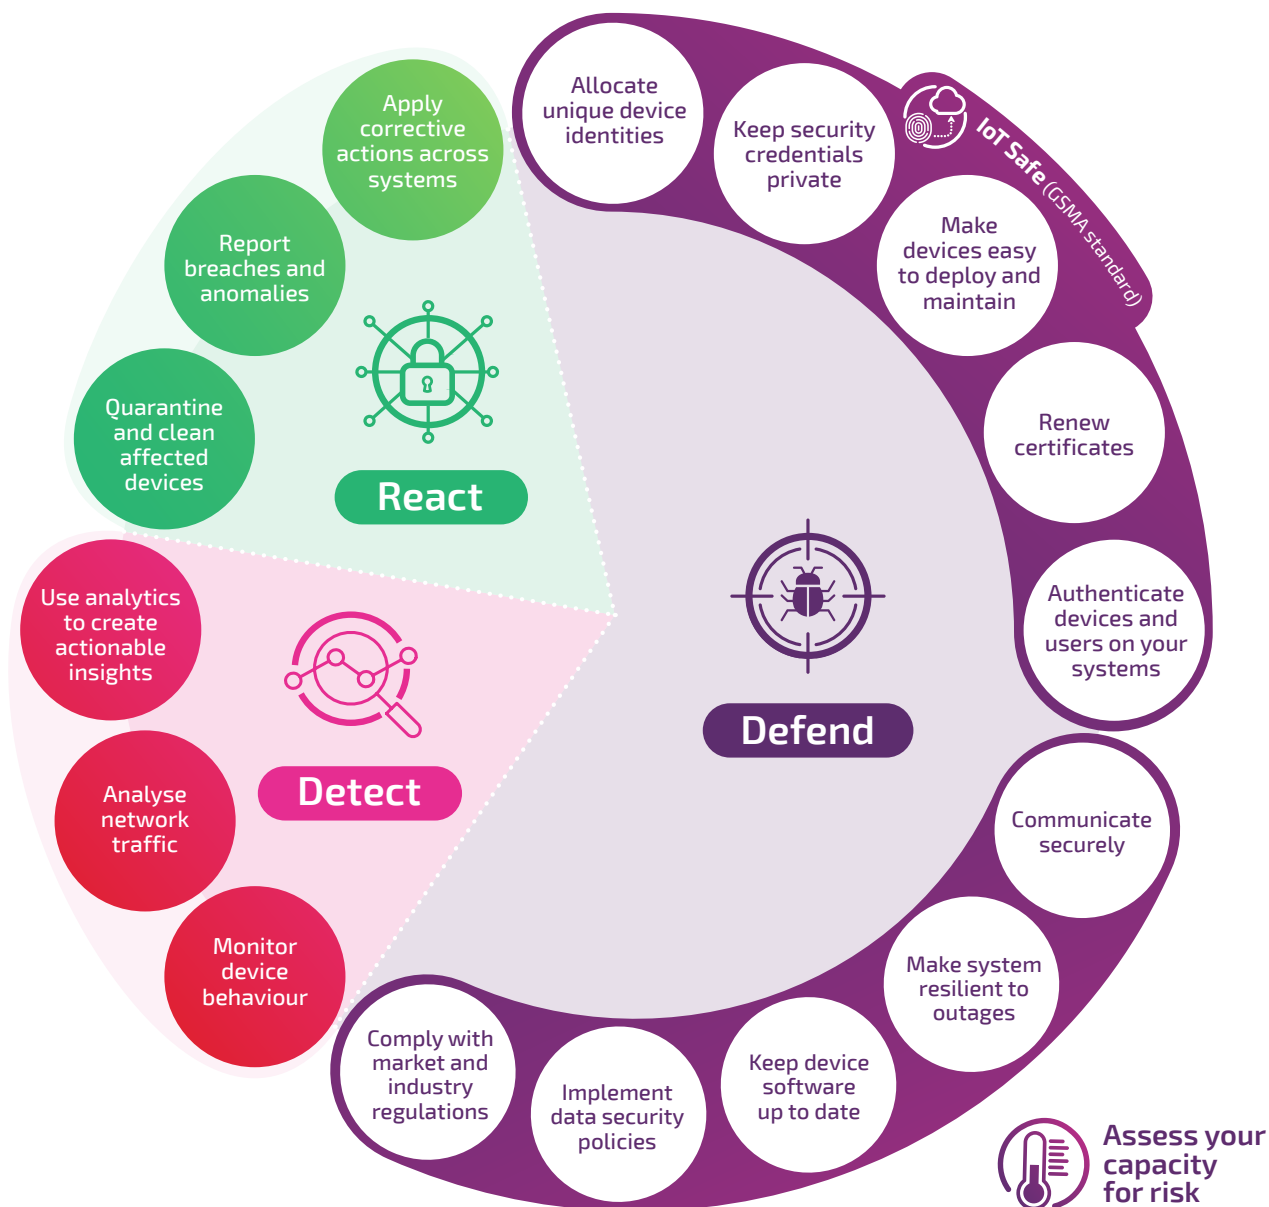 Apply
corrective
actions across
systems
Report
breaches and
anomalies
Quarantine
and clean
affected
devices
React
Use analytics
to create
actionable
insights
Analyse
network
traffic
Monitor
device
behaviour
Detect
Allocate
unique device
identities
Keep security
credentials
private
IoT Safe (GSMA standard)
Make
devices easy
to deploy and
maintain
Renew
certificates
Authenticate
devices and
users on your
systems
Defend
Communicate
securely
Make system
resilient to
outages
Keep device
software
up to date
Implement
data security
policies
Comply with
market and
industry
regulations
Assess your
capacity
for risk